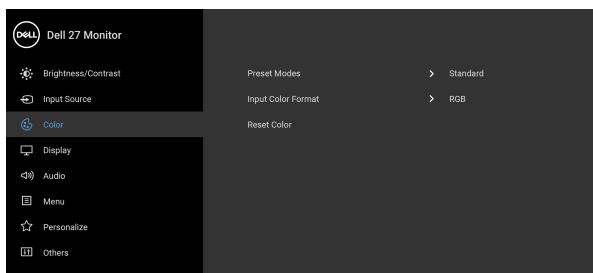 DELL Dell 27 Monitor
Brightness/Contrast
Input Source
Color
Display
Audio
Menu
Personalize
Others
Preset Modes > Standard
Input Color Format > RGB
Reset Color